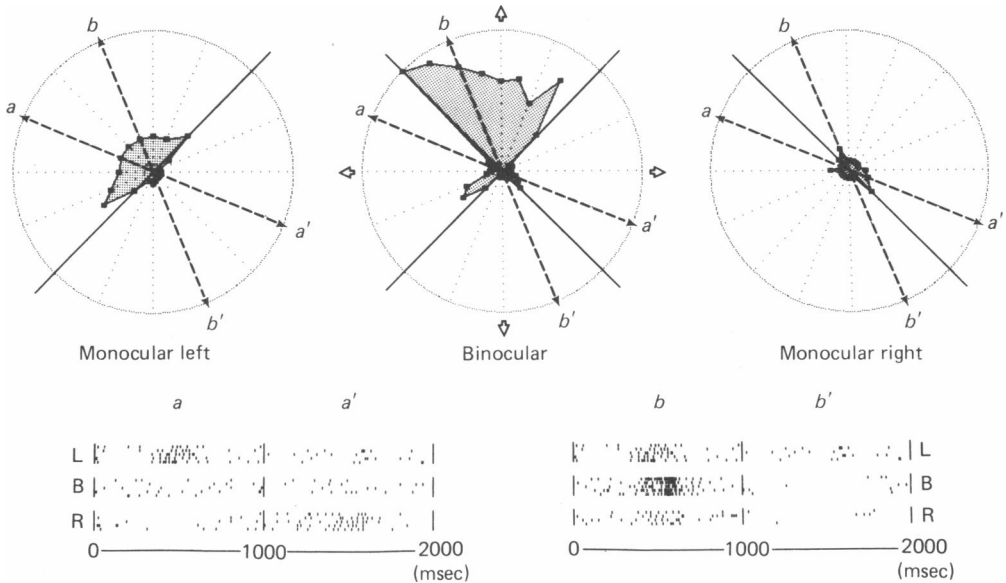 b b b
a a a
a' a' a'
b' b' b'
Monocular left Binocular Monocular right
a a' b b'
L L
B B
R R
0 1000 2000 0 1000 2000
(msec) (msec)